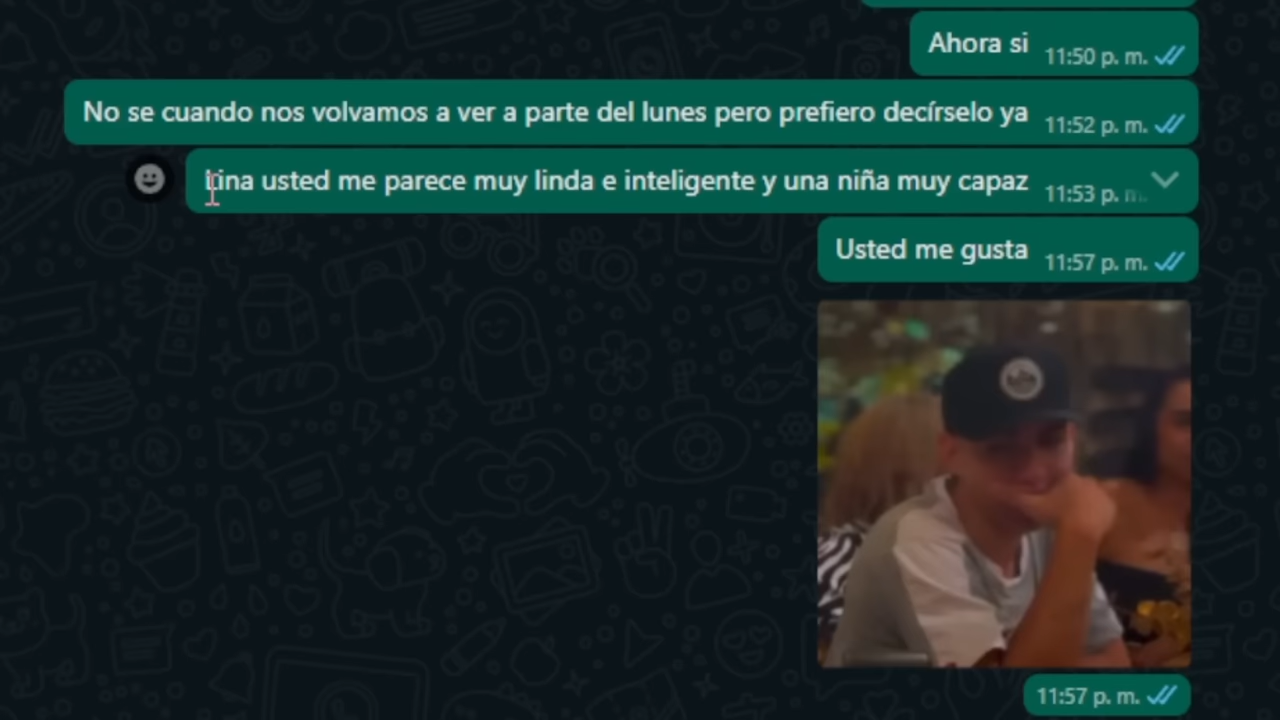 Ahora si
11:50 p. m.
No se cuando nos volvamos a ver a parte del lunes pero prefiero decírselo ya
11:52 p. m.
usted me parece muy linda e inteligente y una niña muy capaz
11:53 p. m.
Usted me gusta
11:57 p. m.
11:57 p. m.